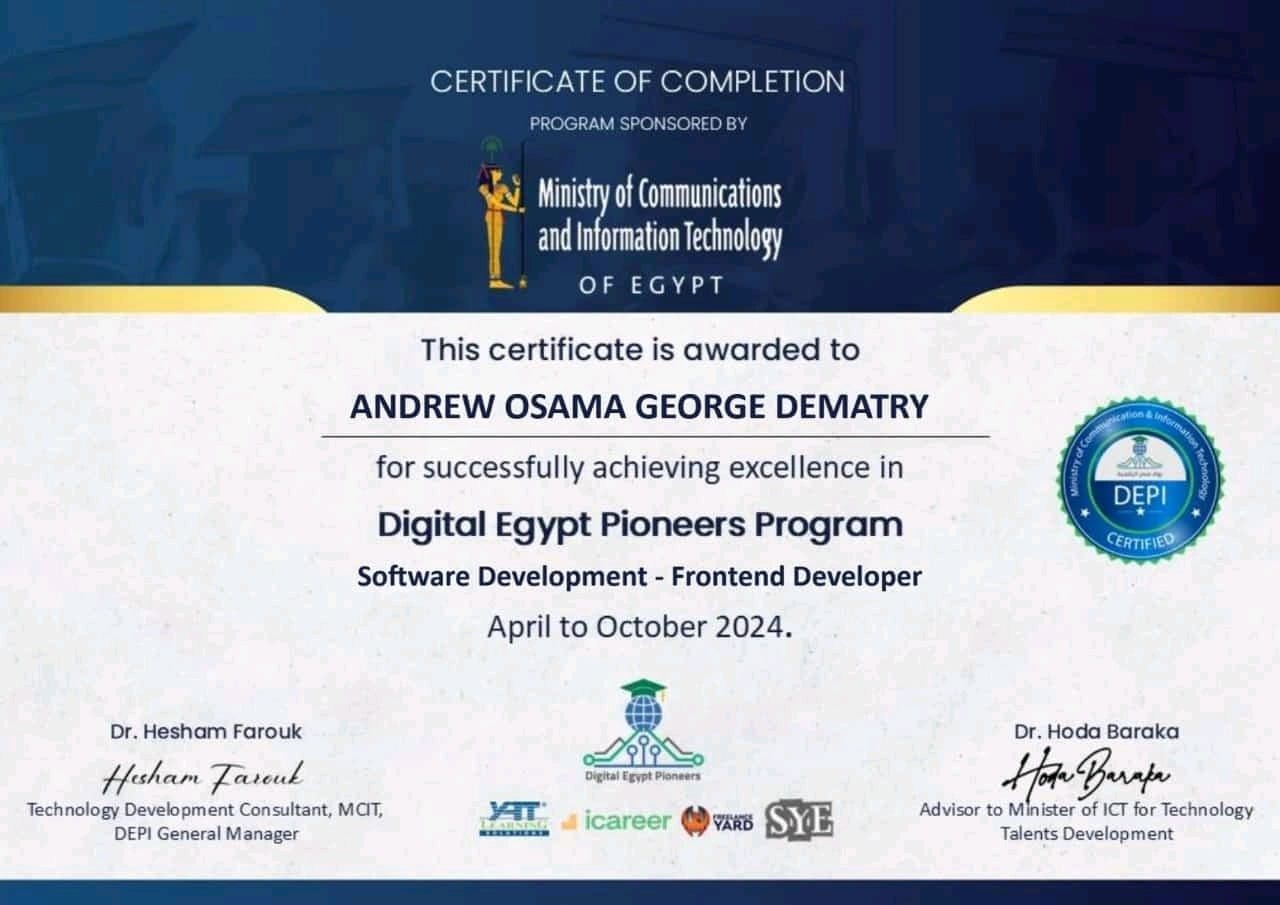 CERTIFICATE OF COMPLETION
PROGRAM SPONSORED BY
Ministry of Communications
and Information Technology
OF EGYPT
This certificate is awarded to
ANDREW OSAMA GEORGE DEMATRY
for successfully achieving excellence in
Digital Egypt Pioneers Program
Software Development - Frontend Developer
April to October 2024.
Ministry of Communication & Information Technology
DEPI
CERTIFIED
Dr. Hesham Farouk
Hesham Farouk
Technology Development Consultant, MCIT,
DEPI General Manager
Digital Egypt Pioneers
YAT
LEARNING
SOLUTIONS
icareer
FREELANCE
YARD
SYE
Dr. Hoda Baraka
Hoda Baraka
Advisor to Minister of ICT for Technology
Talents Development